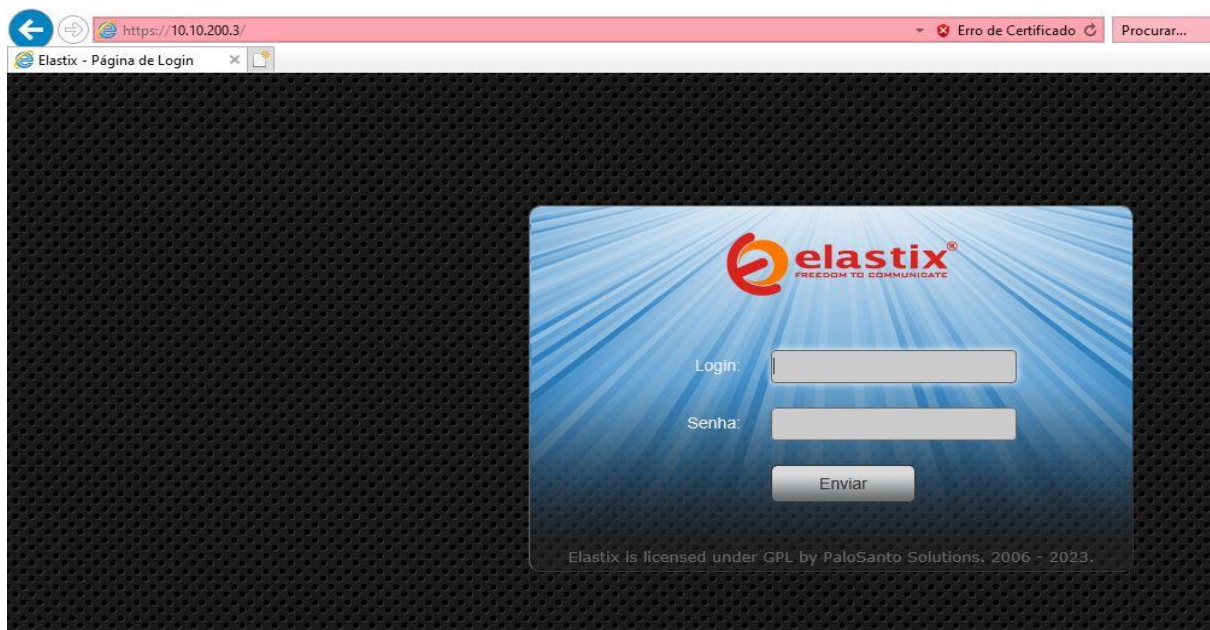 https://10.10.200.3/
Erro de Certificado
Procurar...
Elastix - Página de Login
elastix®
FREEDOM TO COMMUNICATE
Login:
Senha:
Enviar
Elastix is licensed under GPL by PaloSanto Solutions. 2006 - 2023.